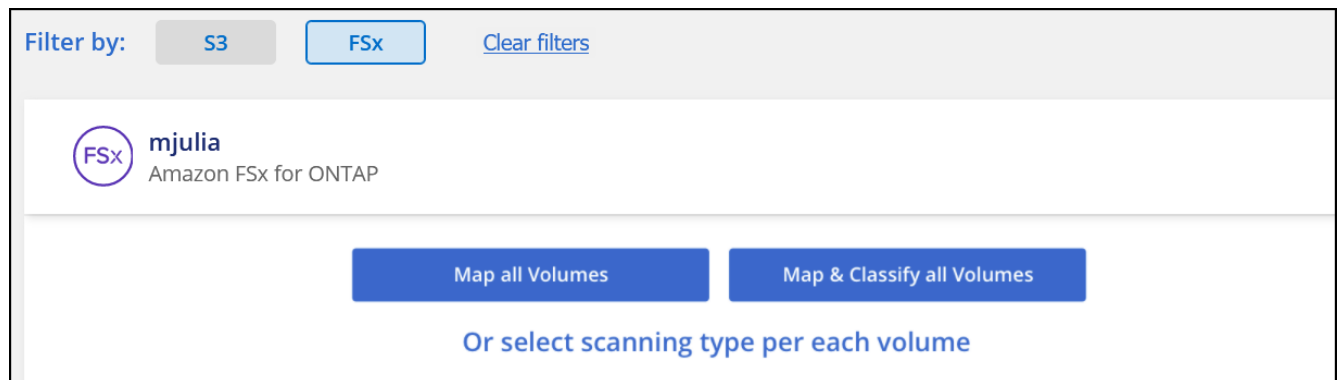 Filter by: S3 FSx Clear filters
FSx
mjulia
Amazon FSx for ONTAP
Map all Volumes Map & Classify all Volumes
Or select scanning type per each volume